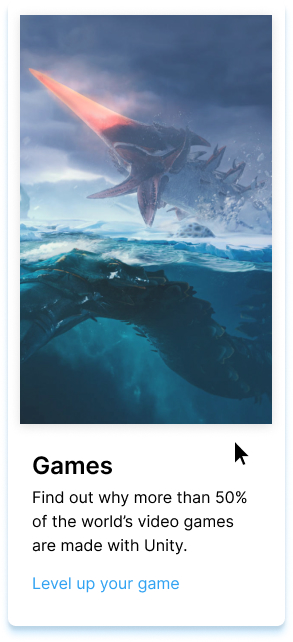 Games
Find out why more than 50%
of the world’s video games
are made with Unity.
Level up your game